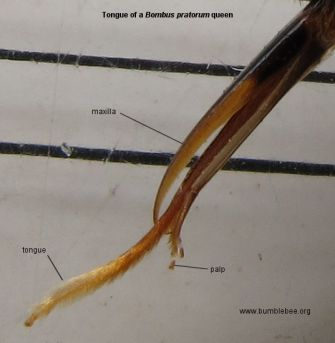 Tongue of a Bombus pratorum queen
maxilla
tongue
palp
www.bumblebee.org